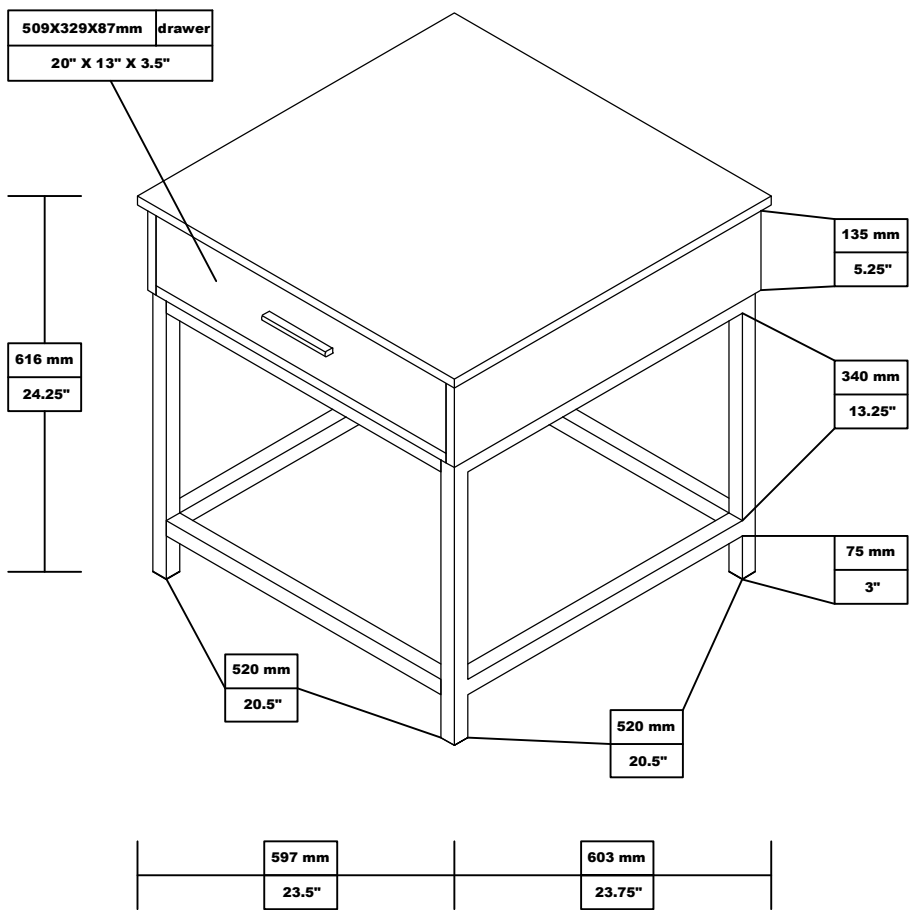 509X329X87mm drawer
20" X 13" X 3.5"
135 mm
5.25"
616 mm
24.25"
340 mm
13.25"
75 mm
3"
520 mm
20.5"
520 mm
20.5"
597 mm
23.5"
603 mm
23.75"